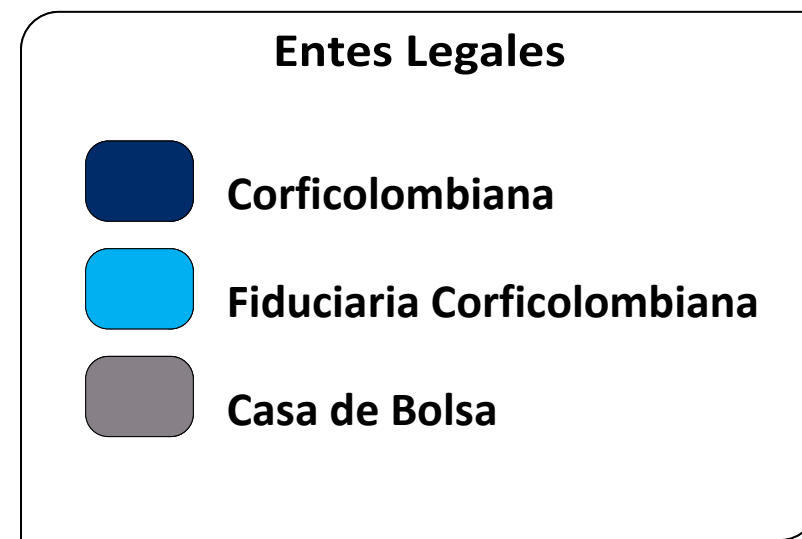 Entes Legales
Corficolombiana
Fiduciaria Corficolombiana
Casa de Bolsa